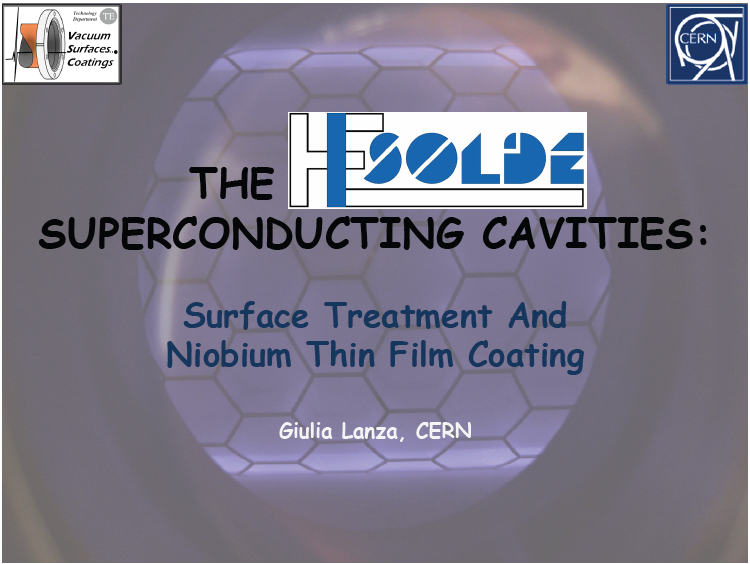 Technology
Department
TE
Vacuum
Surfaces
Coatings
CERN
THE HIE SOLDE
SUPERCONDUCTING CAVITIES:
Surface Treatment And
Niobium Thin Film Coating
Giulia Lanza, CERN